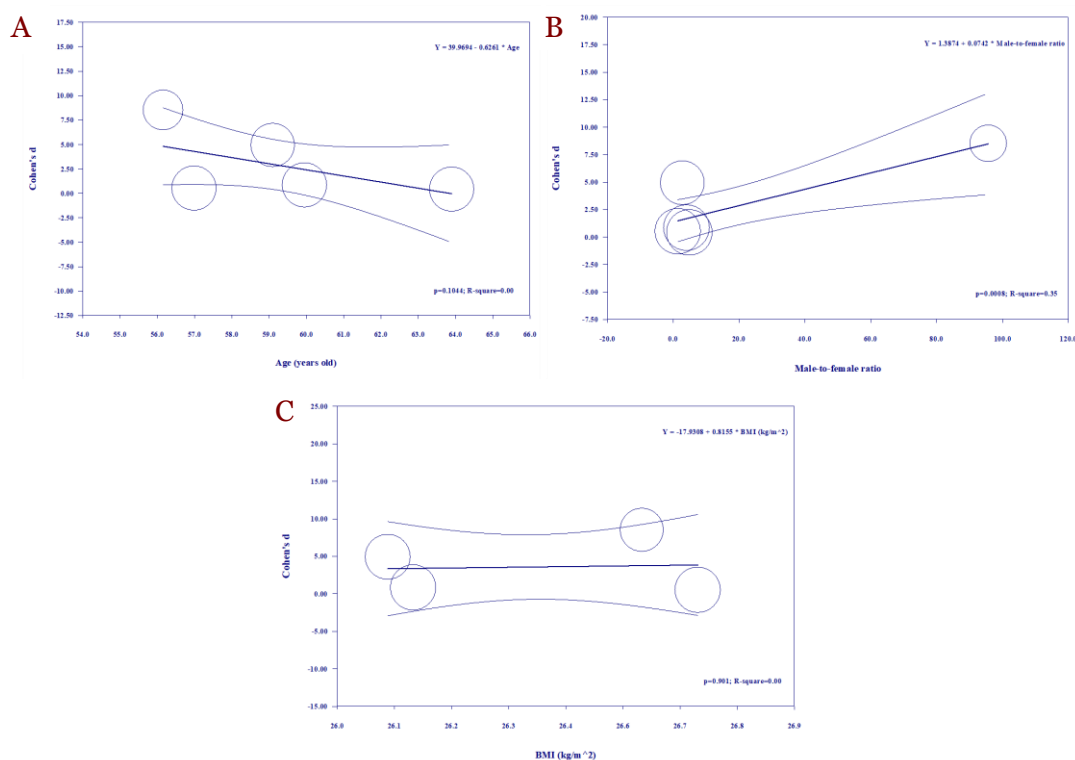 A
17.50
15.00
12.50
10.00
7.50
5.00
2.50
0.00
-2.50
-5.00
-7.50
-10.00
-12.50
Cohen's d
Y = 39.9694 - 0.6261 * Age
p=0.1044; R-square=0.00
54.0 55.0 56.0 57.0 58.0 59.0 60.0 61.0 62.0 63.0 64.0 65.0 66.0
Age (years old)
B
20.00
17.50
15.00
12.50
10.00
7.50
5.00
2.50
0.00
-2.50
-5.00
-7.50
Cohen's d
Y = 1.3874 + 0.0742 * Male-to-female ratio
p=0.0008; R-square=0.35
-20.0 0.0 20.0 40.0 60.0 80.0 100.0 120.0
Male-to-female ratio
C
25.00
20.00
15.00
10.00
5.00
0.00
-5.00
-10.00
-15.00
Cohen's d
Y = -17.9308 + 0.8155 * BMI (kg/m^2)
p=0.901; R-square=0.00
26.0 26.1 26.2 26.3 26.4 26.6 26.7 26.8 26.9
BMI (kg/m^2)